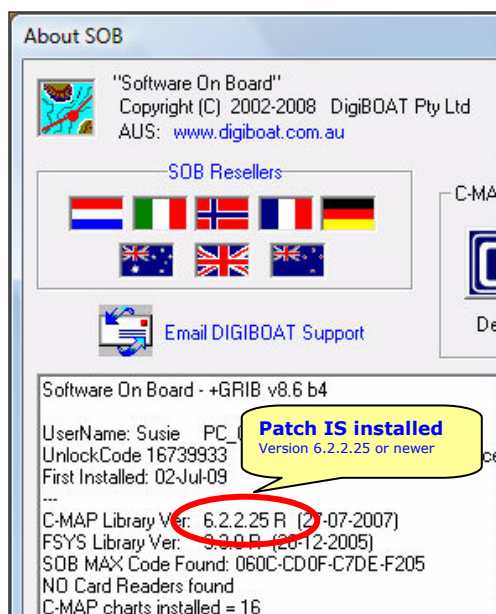 About SOB
"Software On Board"
Copyright (C) 2002-2008 DigiBOAT Pty Ltd
AUS: www.digiboat.com.au
SOB Resellers
C-MA
De
Email DIGIBOAT Support
Software On Board - +GRIB v8.6 b4
Patch IS installed
Version 6.2.2.25 or newer
UserName: Susie PC_
UnlockCode 16739933
First Installed: 02-Jul-09
---
C-MAP Library Ver: 6.2.2.25 R (27-07-2007)
FSYS Library Ver: 3.3.0 R (20-12-2005)
SOB MAX Code Found: 060C-CD0F-C7DE-F205
NO Card Readers found
C-MAP charts installed = 16